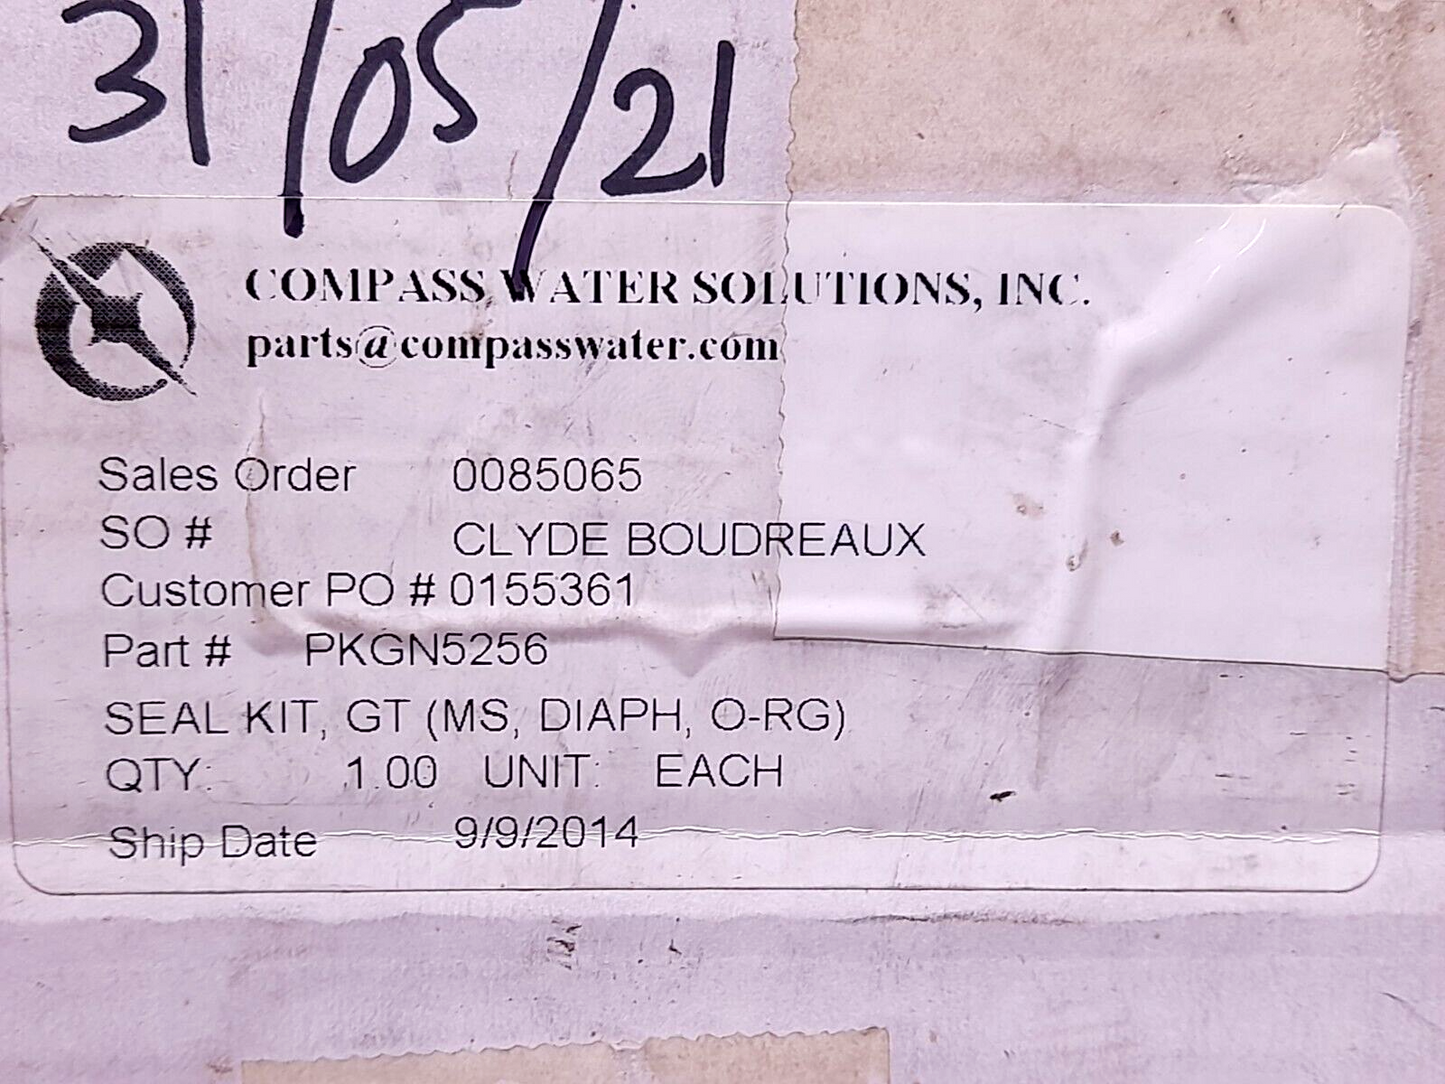 31/05/21
COMPASS WATER SOLUTIONS, INC.
parts@compasswater.com
Sales Order 0085065
SO # CLYDE BOUDREAUX
Customer PO # 0155361
Part # PKGN5256
SEAL KIT, GT (MS, DIAPH, O-RG)
QTY: 1.00 UNIT: EACH
Ship Date 9/9/2014